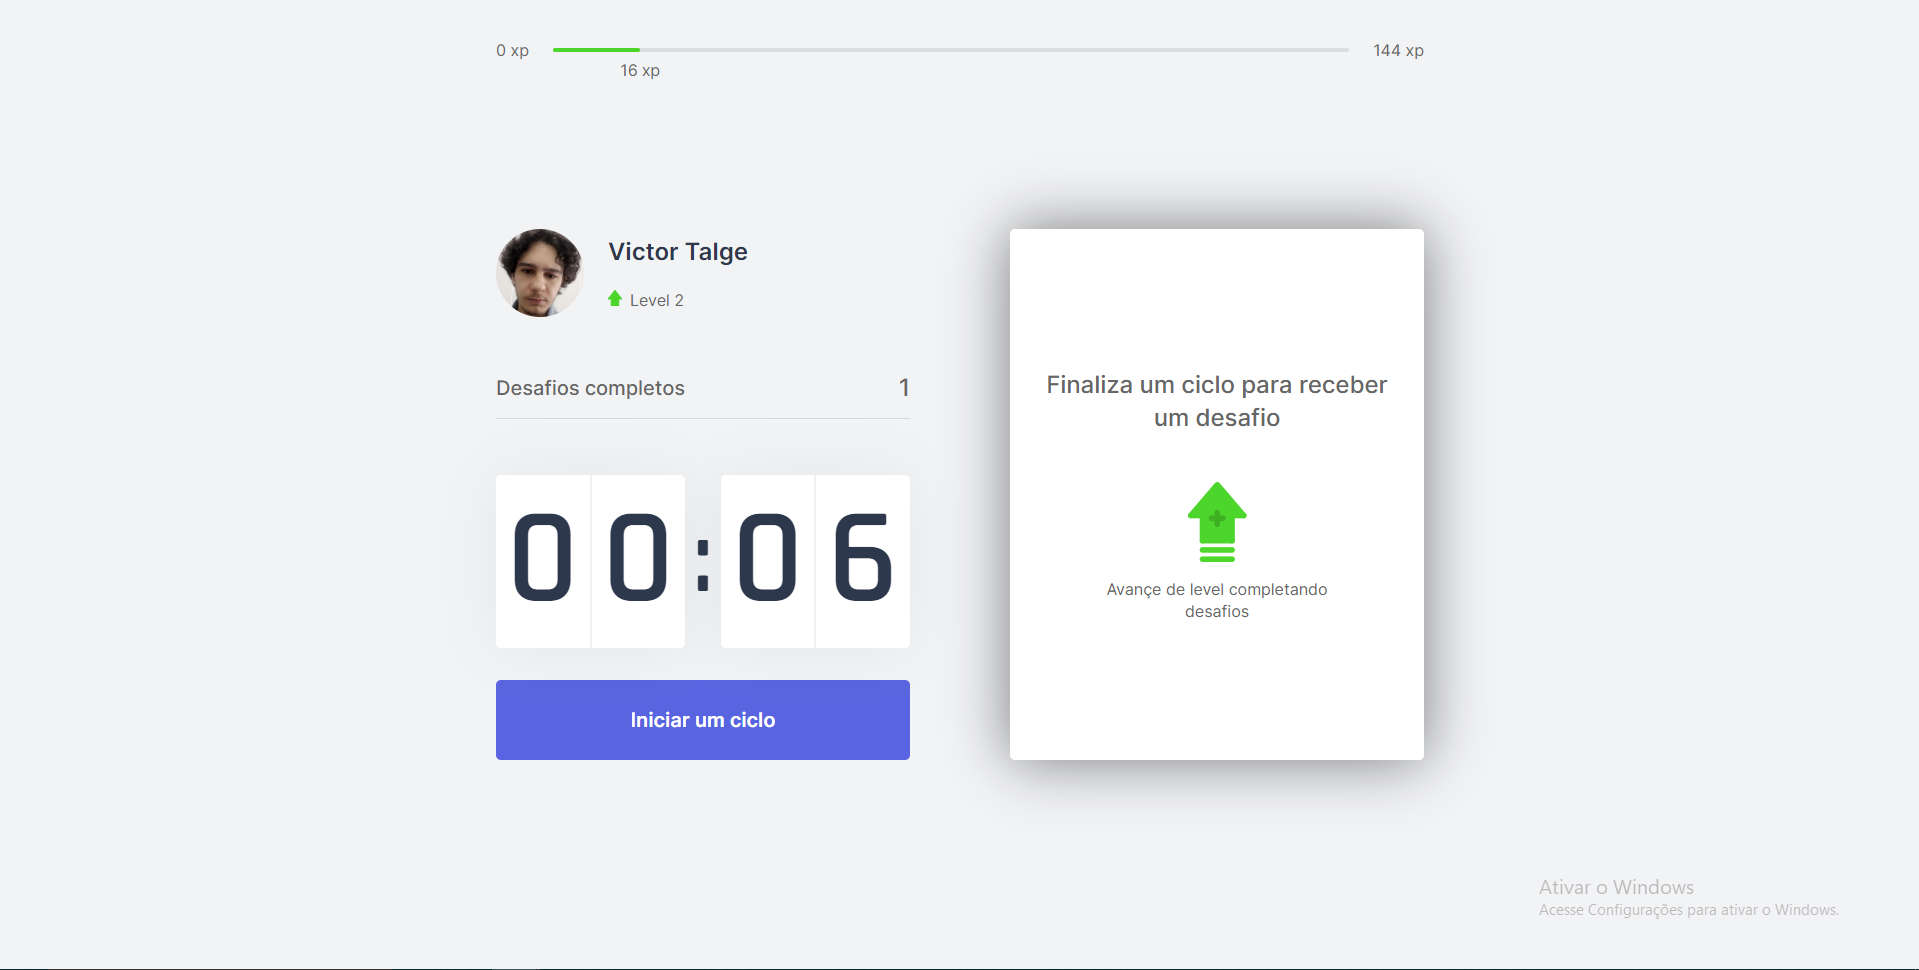 0 xp
144 xp
16 xp
Victor Talge
Level 2
Desafios completos
1
00:06
Iniciar um ciclo
Finaliza um ciclo para receber
um desafio
Avançe de level completando
desafios
Ativar o Windows
Acesse Configurações para ativar o Windows.